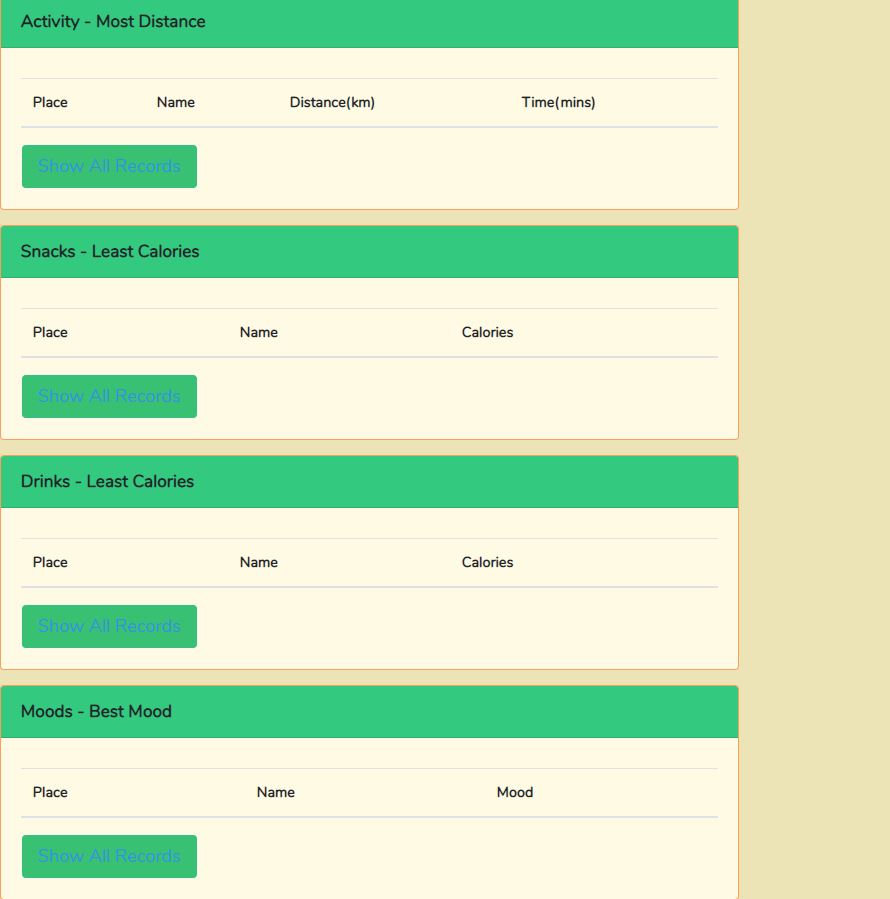 Activity - Most Distance
Place Name Distance(km) Time(mins)
Show All Records
Snacks - Least Calories
Place Name Calories
Show All Records
Drinks - Least Calories
Place Name Calories
Show All Records
Moods - Best Mood
Place Name Mood
Show All Records